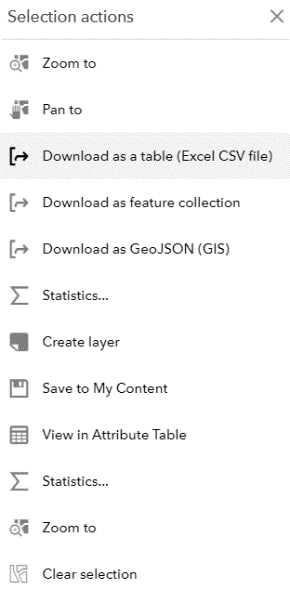 Selection actions
Zoom to
Pan to
Download as a table (Excel CSV file)
Download as feature collection
Download as GeoJSON (GIS)
Statistics...
Create layer
Save to My Content
View in Attribute Table
Statistics...
Zoom to
Clear selection